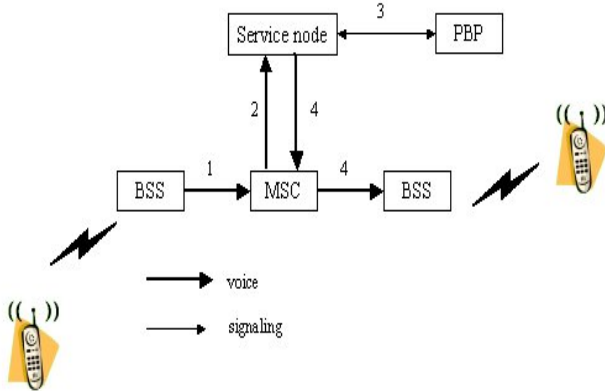 3
Service node
PBP
2
4
1
4
BSS
MSC
BSS
voice
signaling